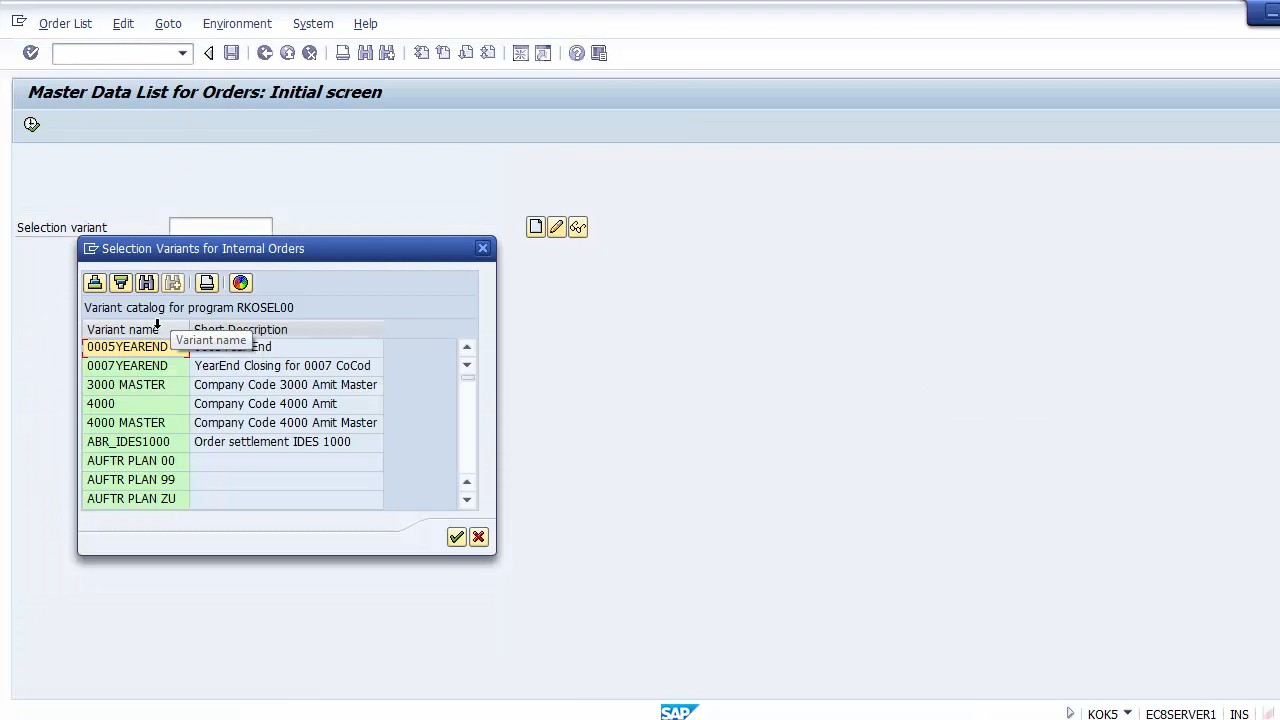 Order List Edit Goto Environment System Help
Master Data List for Orders: Initial screen
Selection variant
Selection Variants for Internal Orders
Variant catalog for program RKOSEL00
Variant name Short Description
Variant name
0005YEAREND End
0007YEAREND YearEnd Closing for 0007 CoCod
3000 MASTER Company Code 3000 Amit Master
4000 Company Code 4000 Amit
4000 MASTER Company Code 4000 Amit Master
ABR_IDES1000 Order settlement IDES 1000
AUFTR PLAN 00
AUFTR PLAN 99
AUFTR PLAN ZU
SAP KOK5 EC8SERVER1 INS